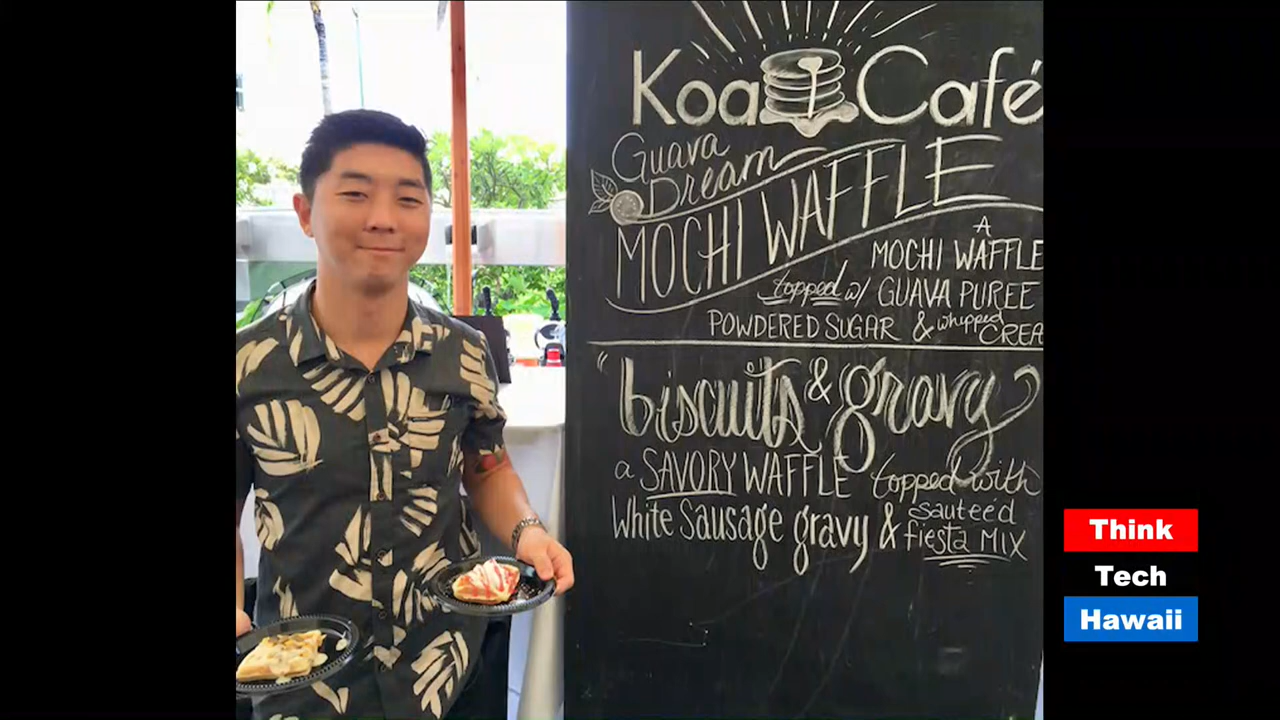 Koa Café
Guava
Dream
MOCHI WAFFLE
A
MOCHI WAFFLE
topped w/ GUAVA PUREE
POWDERED SUGAR & whipped CREA
"biscuits & gravy
a SAVORY WAFFLE topped with
White Sausage gravy & sautéed
fiesta MIX
Think
Tech
Hawaii